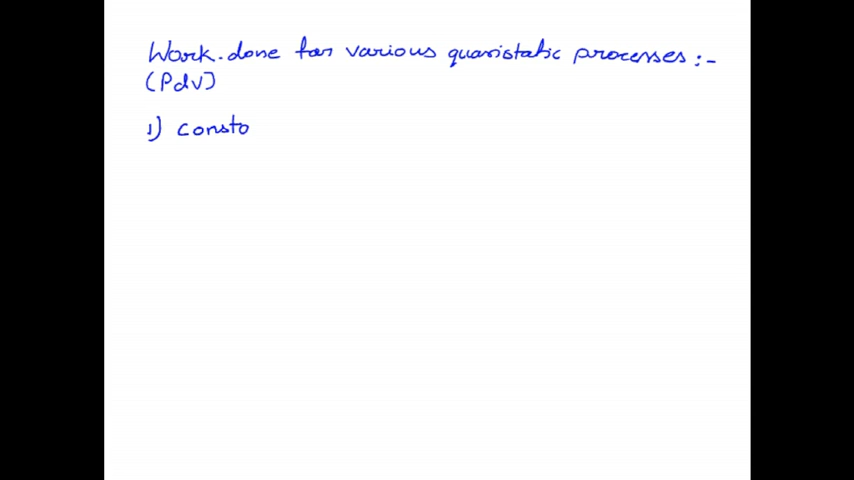 Work done for various quasistatic processes :-
(Pdv)
1) consta